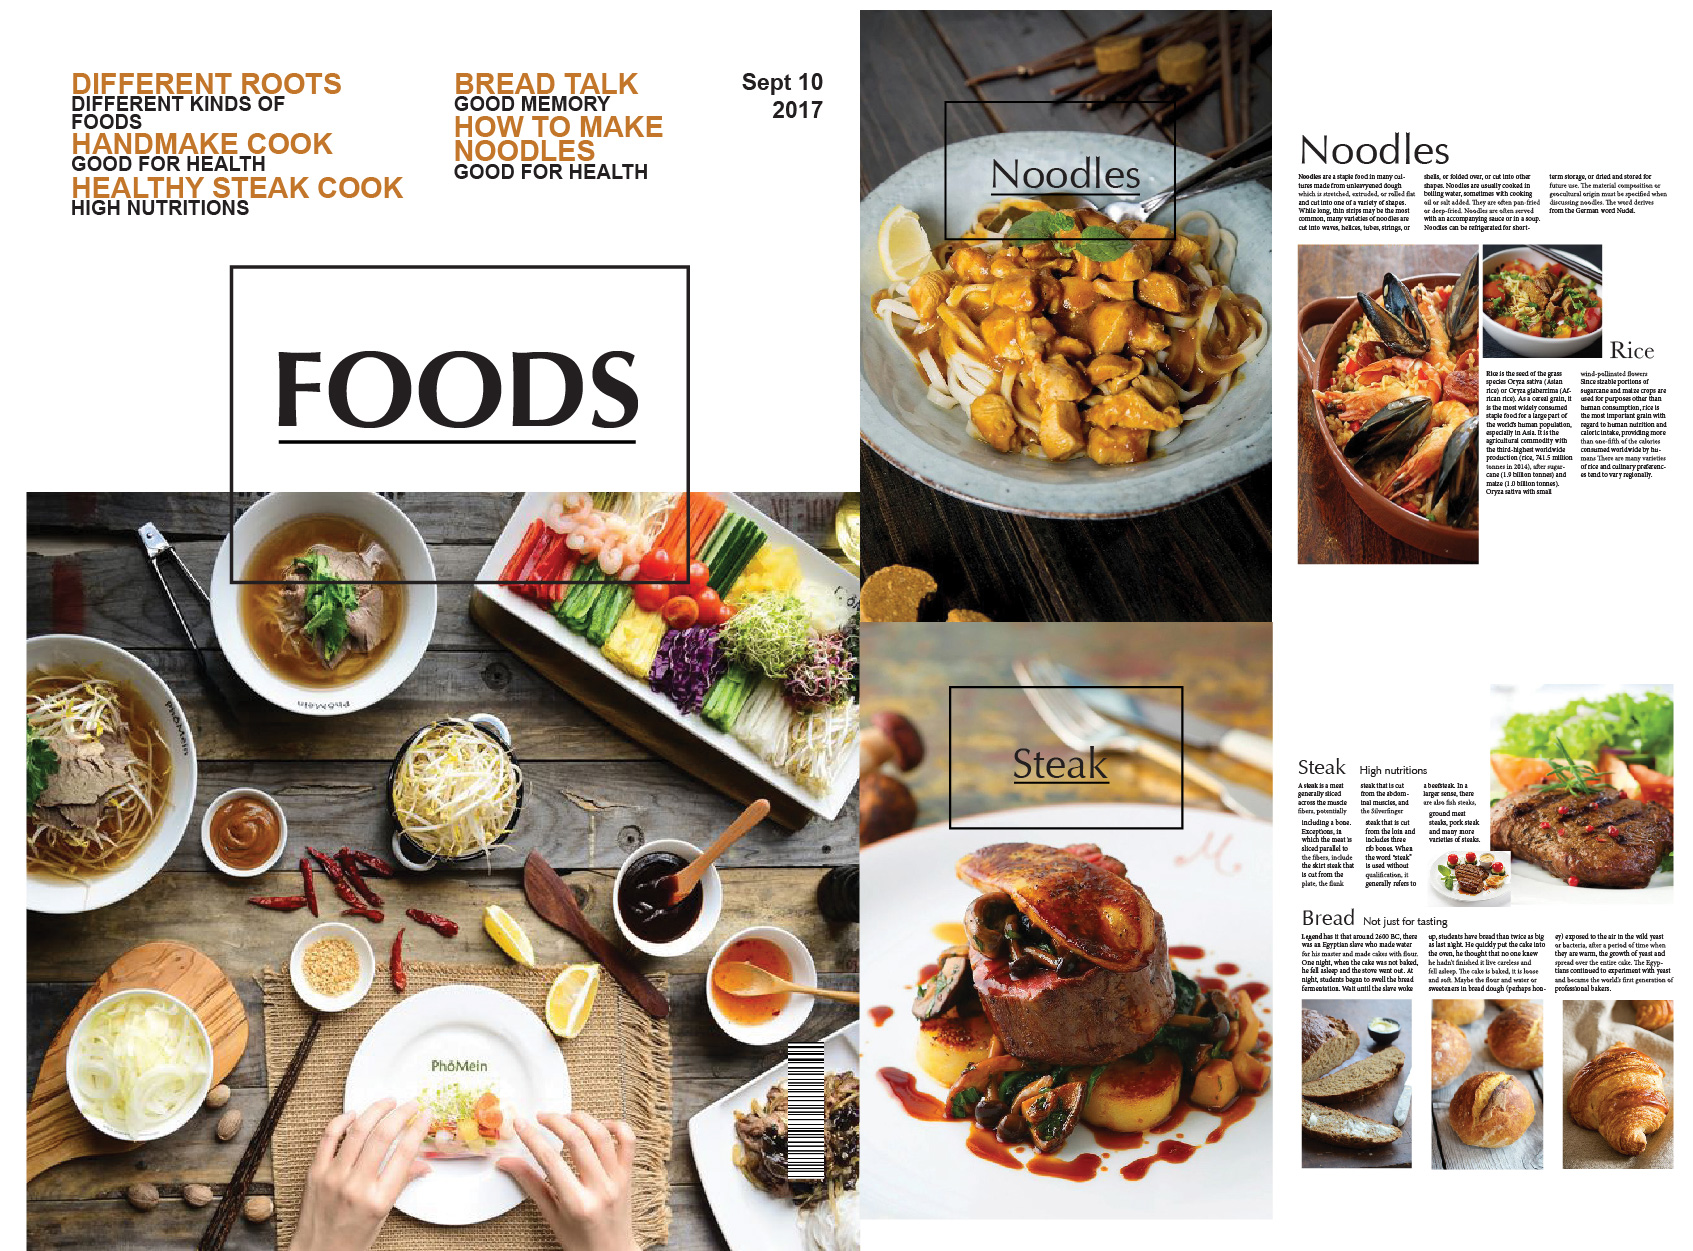 DIFFERENT ROOTS
DIFFERENT KINDS OF
FOODS
HANDMAKE COOK
GOOD FOR HEALTH
HEALTHY STEAK COOK
HIGH NUTRITIONS
BREAD TALK
GOOD MEMORY
HOW TO MAKE
NOODLES
GOOD FOR HEALTH
Sept 10
2017
FOODS
PhởMein
PhởMein
PhởMein
Noodles
Noodles
Noodles are a staple food in many cul-
tures made from unleavened dough
which is stretched, extruded, or rolled flat
and cut into one of a variety of shapes.
While long, thin strips may be the most
common, many varieties of noodles are
cut into waves, helices, tubes, strings, or
shells, or folded over, or cut into other
shapes. Noodles are usually cooked in
boiling water, sometimes with cooking
oil or salt added. They are often pan-fried
or deep-fried. Noodles are often served
with an accompanying sauce or in a soup.
Noodles can be refrigerated for short-
term storage, or dried and stored for
future use. The material composition or
geocultural origin must be specified when
discussing noodles. The word derives
from the German word Nudel.
Rice
Rice is the seed of the grass
species Oryza sativa (Asian
rice) or Oryza glaberrima (Af-
rican rice). As a cereal grain, it
is the most widely consumed
staple food for a large part of
the world's human population,
especially in Asia. It is the
agricultural commodity with
the third-highest worldwide
production (rice, 741.5 million
tonnes in 2014), after sugar-
cane (1.9 billion tonnes) and
maize (1.0 billion tonnes).
Oryza sativa with small
wind-pollinated flowers
Since sizable portions of
sugarcane and maize crops are
used for purposes other than
human consumption, rice is
the most important grain with
regard to human nutrition and
caloric intake, providing more
than one-fifth of the calories
consumed worldwide by hu-
mans There are many varieties
of rice and culinary preferenc-
es tend to vary regionally.
Steak
M
Steak High nutritions
A steak is a meat
generally sliced
across the muscle
fibers, potentially
including a bone.
Exceptions, in
which the meat is
sliced parallel to
the fibers, include
the skirt steak that
is cut from the
plate, the flank
steak that is cut
from the abdom-
inal muscles, and
the Silverfinger
steak that is cut
from the loin and
includes three
rib bones. When
the word "steak"
is used without
qualification, it
generally refers to
a beefsteak. In a
larger sense, there
are also fish steaks,
ground meat
steaks, pork steak
and many more
varieties of steaks.
Bread Not just for tasting
Legend has it that around 2600 BC, there
was an Egyptian slave who made water
for his master and made cakes with flour.
One night, when the cake was not baked,
he fell asleep and the stove went out. At
night, students began to swell the bread
fermentation. Wait until the slave woke
up, students have bread than twice as big
as last night. He quickly put the cake into
the oven, he thought that no one knew
he hadn't finished it live careless and
fell asleep. The cake is baked, it is loose
and soft. Maybe the flour and water or
sweeteners in bread dough (perhaps hon-
ey) exposed to the air in the wild yeast
or bacteria, after a period of time when
they are warm, the growth of yeast and
spread over the entire cake. The Egyp-
tians continued to experiment with yeast
and became the world's first generation of
professional bakers.